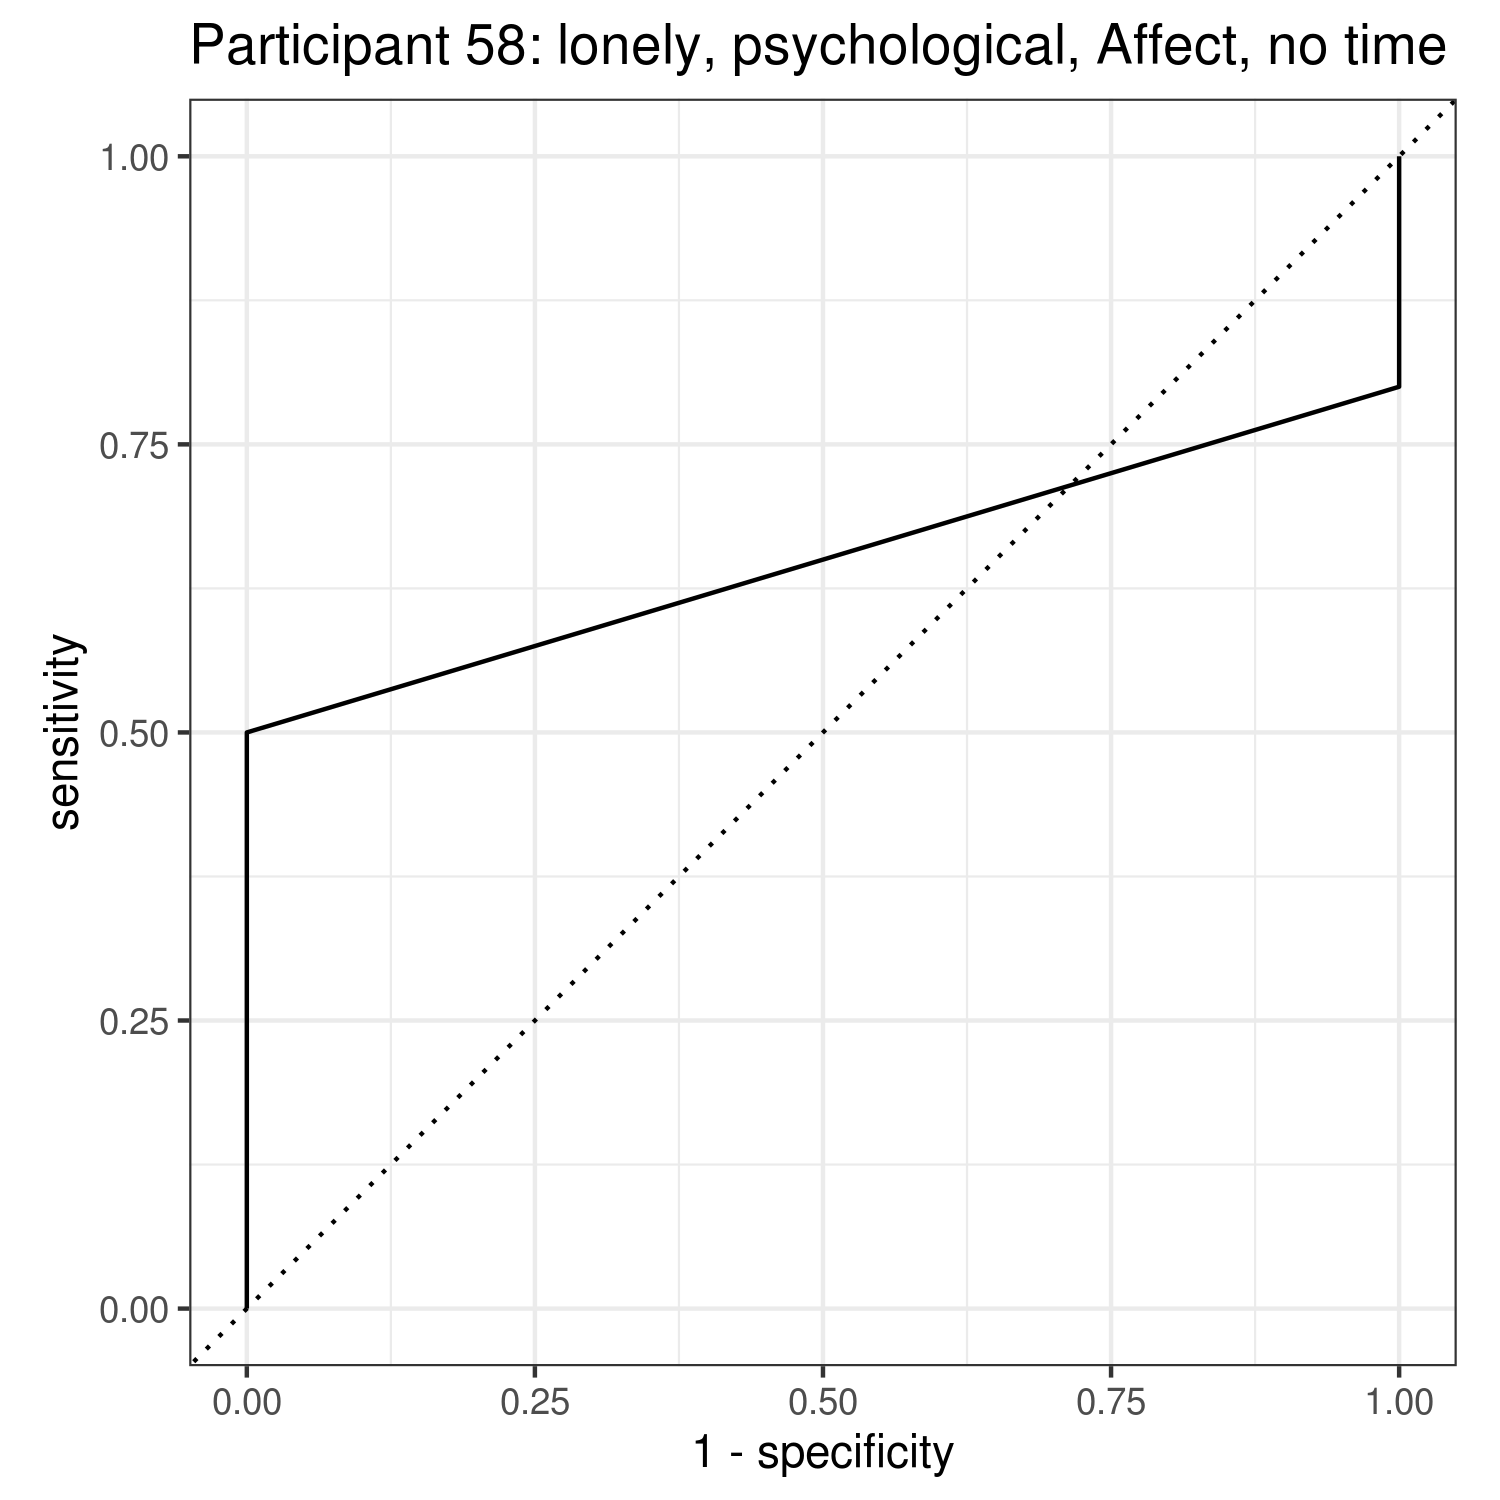 Participant 58: lonely, psychological, Affect, no time
1.00
0.75
0.50
0.25
0.00
sensitivity
0.00 0.25 0.50 0.75 1.00
1 - specificity